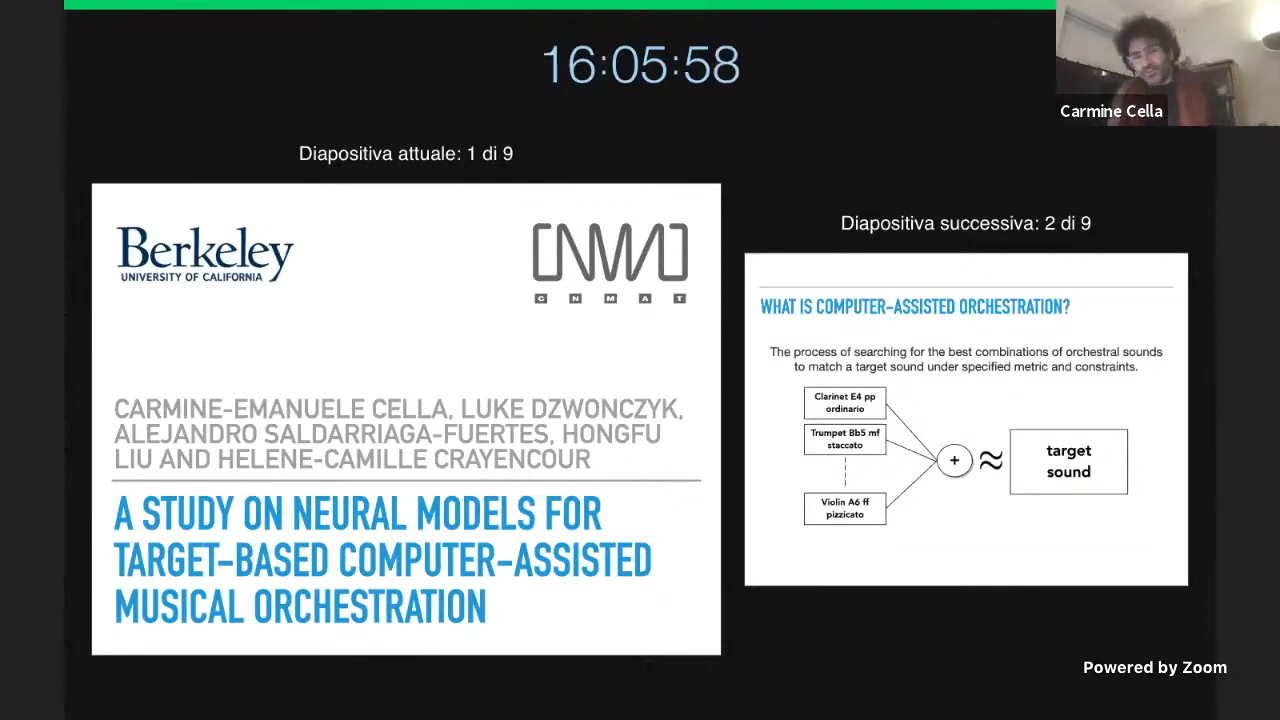 16:05:58
Carmine Cella
Diapositiva attuale: 1 di 9
Berkeley
UNIVERSITY OF CALIFORNIA
CNMAT
CARMINE-EMANUELE CELLA, LUKE DZWONCZYK,
ALEJANDRO SALDARRIAGA-FUERTES, HONGFU
LIU AND HELENE-CAMILLE CRAYENCOUR
A STUDY ON NEURAL MODELS FOR
TARGET-BASED COMPUTER-ASSISTED
MUSICAL ORCHESTRATION
Diapositiva successiva: 2 di 9
WHAT IS COMPUTER-ASSISTED ORCHESTRATION?
The process of searching for the best combinations of orchestral sounds
to match a target sound under specified metric and constraints.
Clarinet E4 pp
ordinario
Trumpet Bb5 mf
staccato
Violin A6 ff
pizzicato
+
≈
target
sound
Powered by Zoom